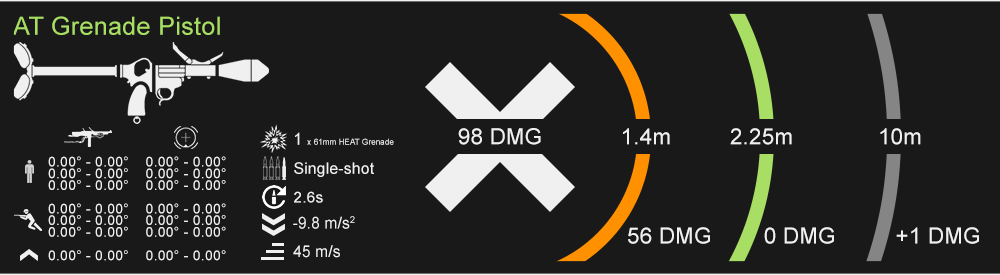 AT Grenade Pistol
0.00° - 0.00° 0.00° - 0.00°
0.00° - 0.00° 0.00° - 0.00°
0.00° - 0.00° 0.00° - 0.00°
0.00° - 0.00° 0.00° - 0.00°
0.00° - 0.00° 0.00° - 0.00°
0.00° - 0.00° 0.00° - 0.00°
0.00° - 0.00° 0.00° - 0.00°
1 x 61mm HEAT Grenade
Single-shot
2.6s
-9.8 m/s²
45 m/s
98 DMG
1.4m
2.25m
10m
56 DMG
0 DMG
+1 DMG